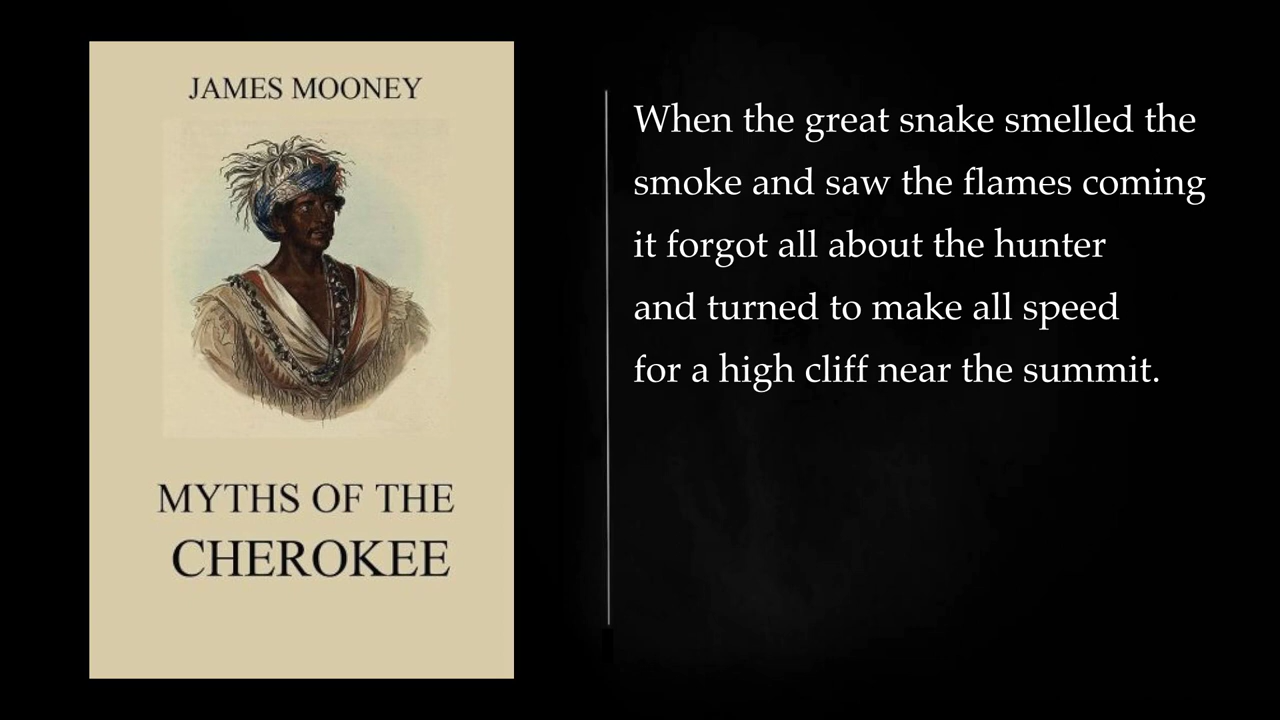 JAMES MOONEY
MYTHS OF THE
CHEROKEE
When the great snake smelled the
smoke and saw the flames coming
it forgot all about the hunter
and turned to make all speed
for a high cliff near the summit.